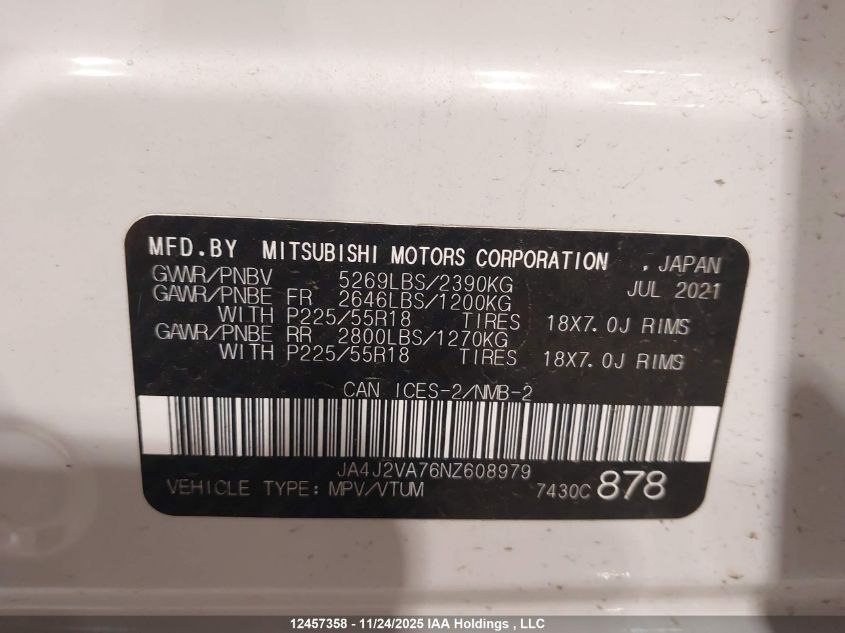 MFD.BY MITSUBISHI MOTORS CORPORATION , JAPAN
GWWR/PNBV 5269LBS/2390KG JUL 2021
GAWR/PNBE FR 2646LBS/1200KG
WITH P225/55R18 TIRES 18X7.0J RIMS
GAWR/PNBE RR 2800LBS/1270KG
WITH P225/55R18 TIRES 18X7.0J RIMS
CAN ICES-2/NMB-2
JA4J2VA76NZ608979
VEHICLE TYPE: MPV/VTUM 7430C 878
12457358 - 11/24/2025 IAA Holdings , LLC